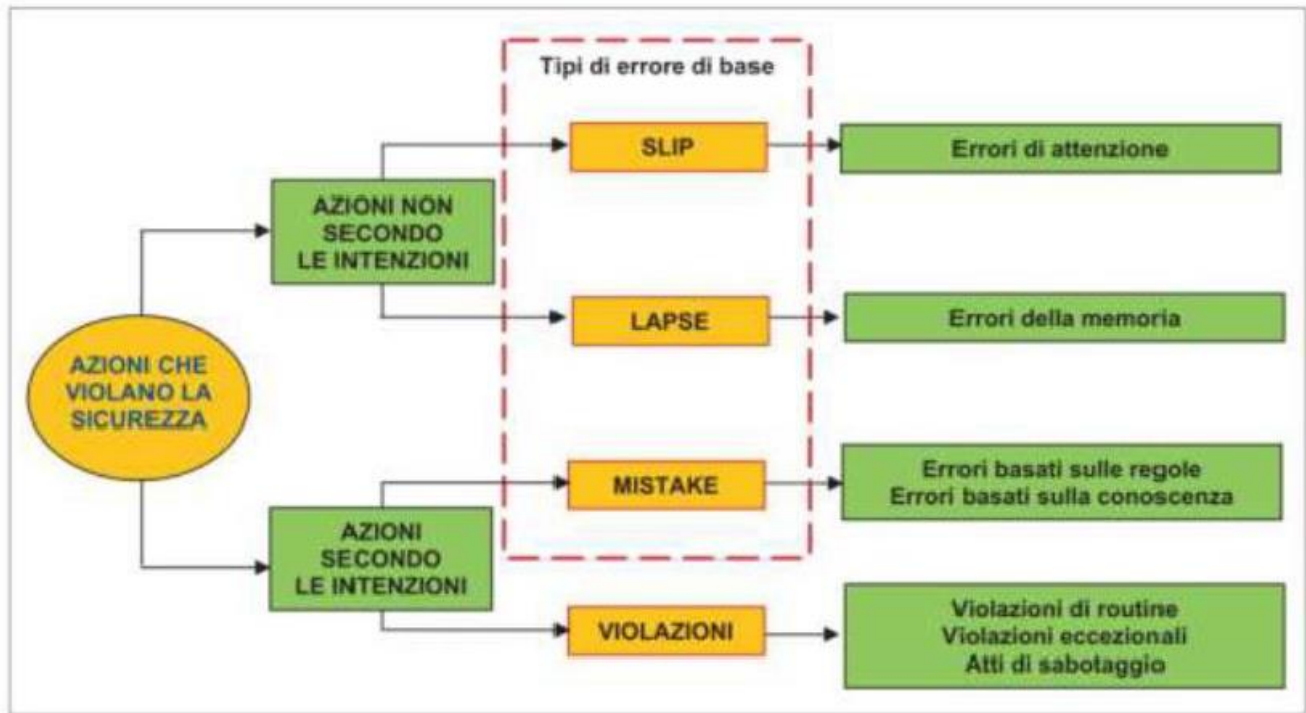 Tipi di errore di base
SLIP
Errori di attenzione
AZIONI NON
SECONDO
LE INTENZIONI
LAPSE
Errori della memoria
AZIONI CHE
VIOLANO LA
SICUREZZA
MISTAKE
Errori basati sulle regole
Errori basati sulla conoscenza
AZIONI
SECONDO
LE INTENZIONI
VIOLAZIONI
Violazioni di routine
Violazioni eccezionali
Atti di sabotaggio